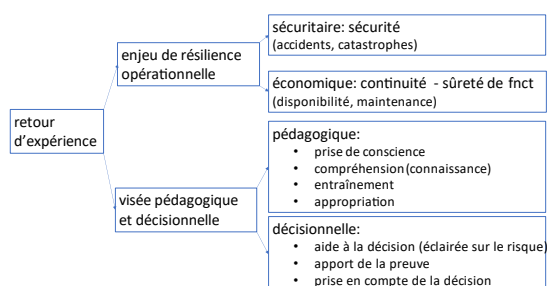 retour
d'expérience
enjeu de résilience
opérationnelle
sécuritaire: sécurité
(accidents, catastrophes)
économique: continuité - sûreté de fnct
(disponibilité, maintenance)
visée pédagogique
et décisionnelle
pédagogique:
• prise de conscience
• compréhension (connaissance)
• entraînement
• appropriation
décisionnelle:
• aide à la décision (éclairée sur le risque)
• apport de la preuve
• prise en compte de la décision